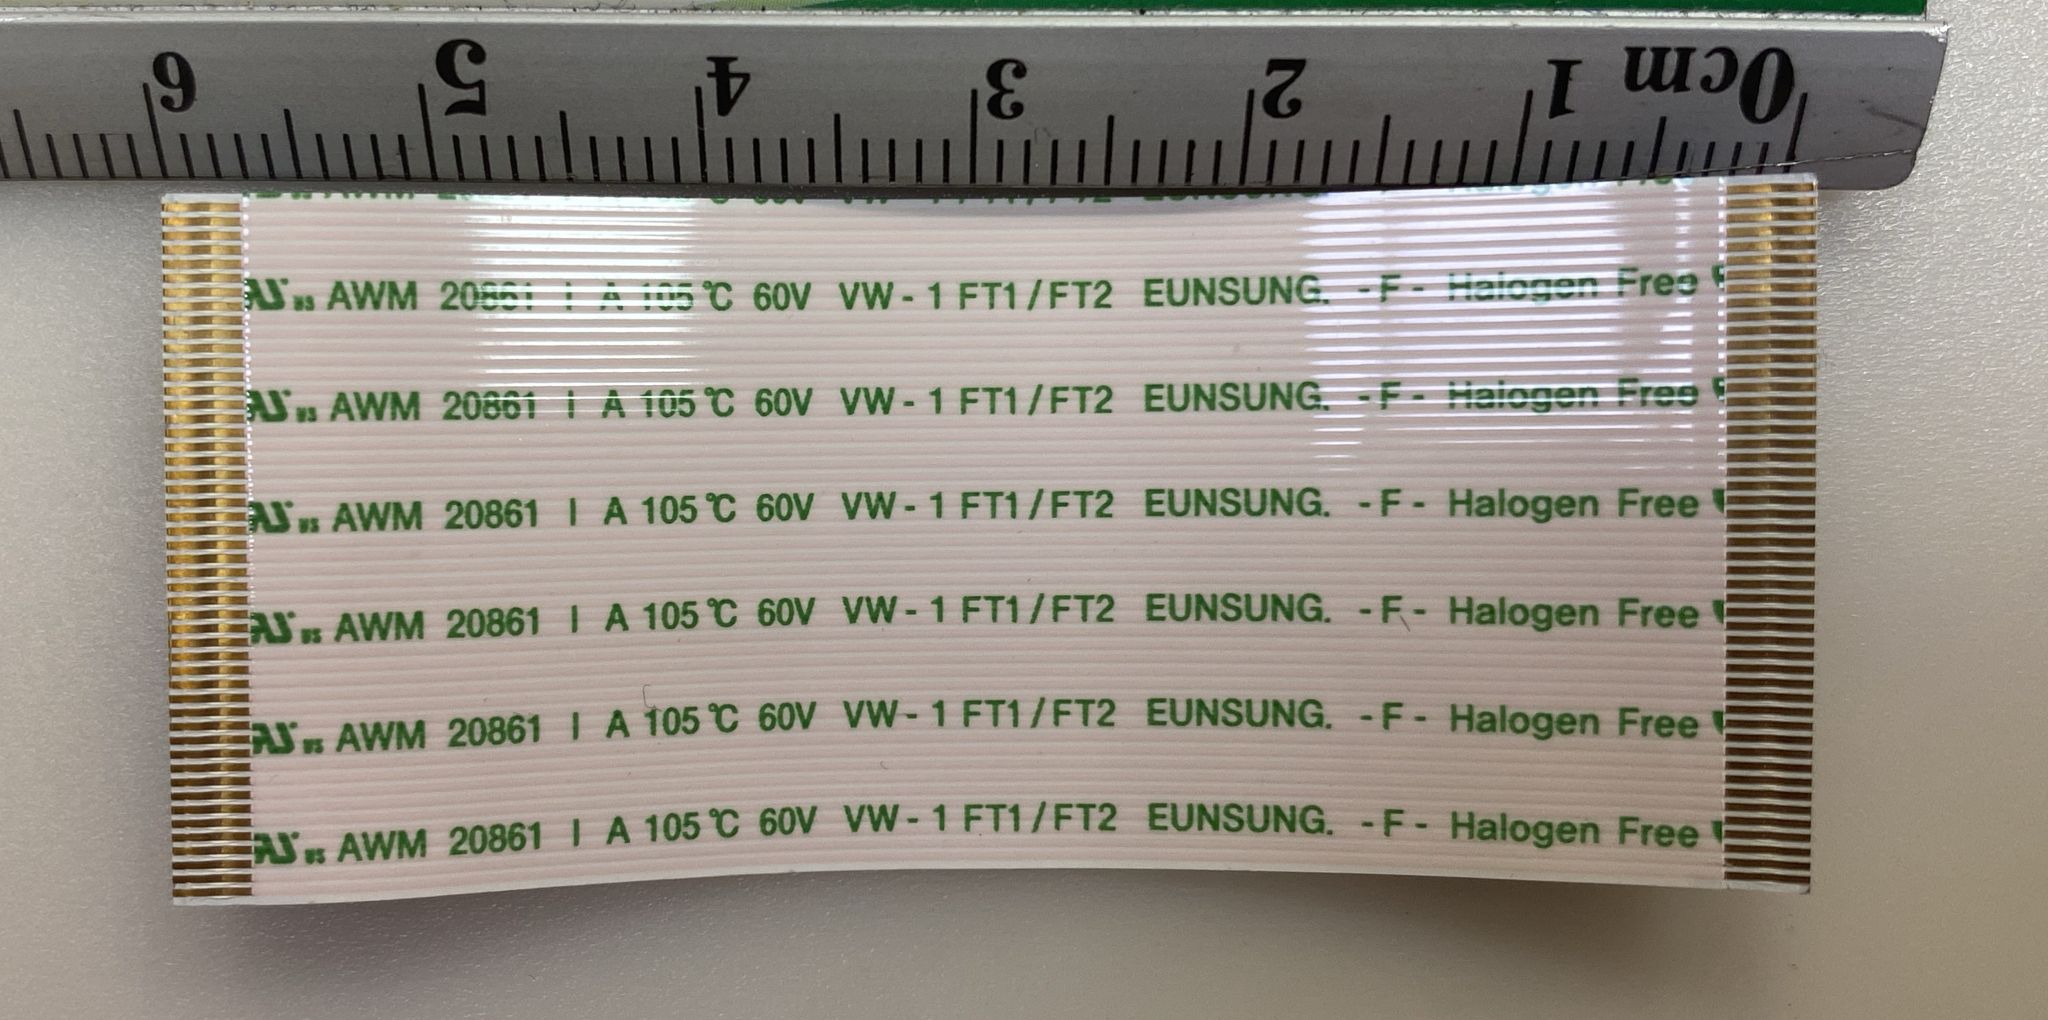 0cm 1 2 3 4 5 6
AWM 20861 I A 105℃ 60V VW-1 FT1/FT2 EUNSUNG. -F- Halogen Free
AWM 20861 I A 105℃ 60V VW-1 FT1/FT2 EUNSUNG. -F- Halogen Free
AWM 20861 I A 105℃ 60V VW-1 FT1/FT2 EUNSUNG. -F- Halogen Free
AWM 20861 I A 105℃ 60V VW-1 FT1/FT2 EUNSUNG. -F- Halogen Free
AWM 20861 I A 105℃ 60V VW-1 FT1/FT2 EUNSUNG. -F- Halogen Free
AWM 20861 I A 105℃ 60V VW-1 FT1/FT2 EUNSUNG. -F- Halogen Free